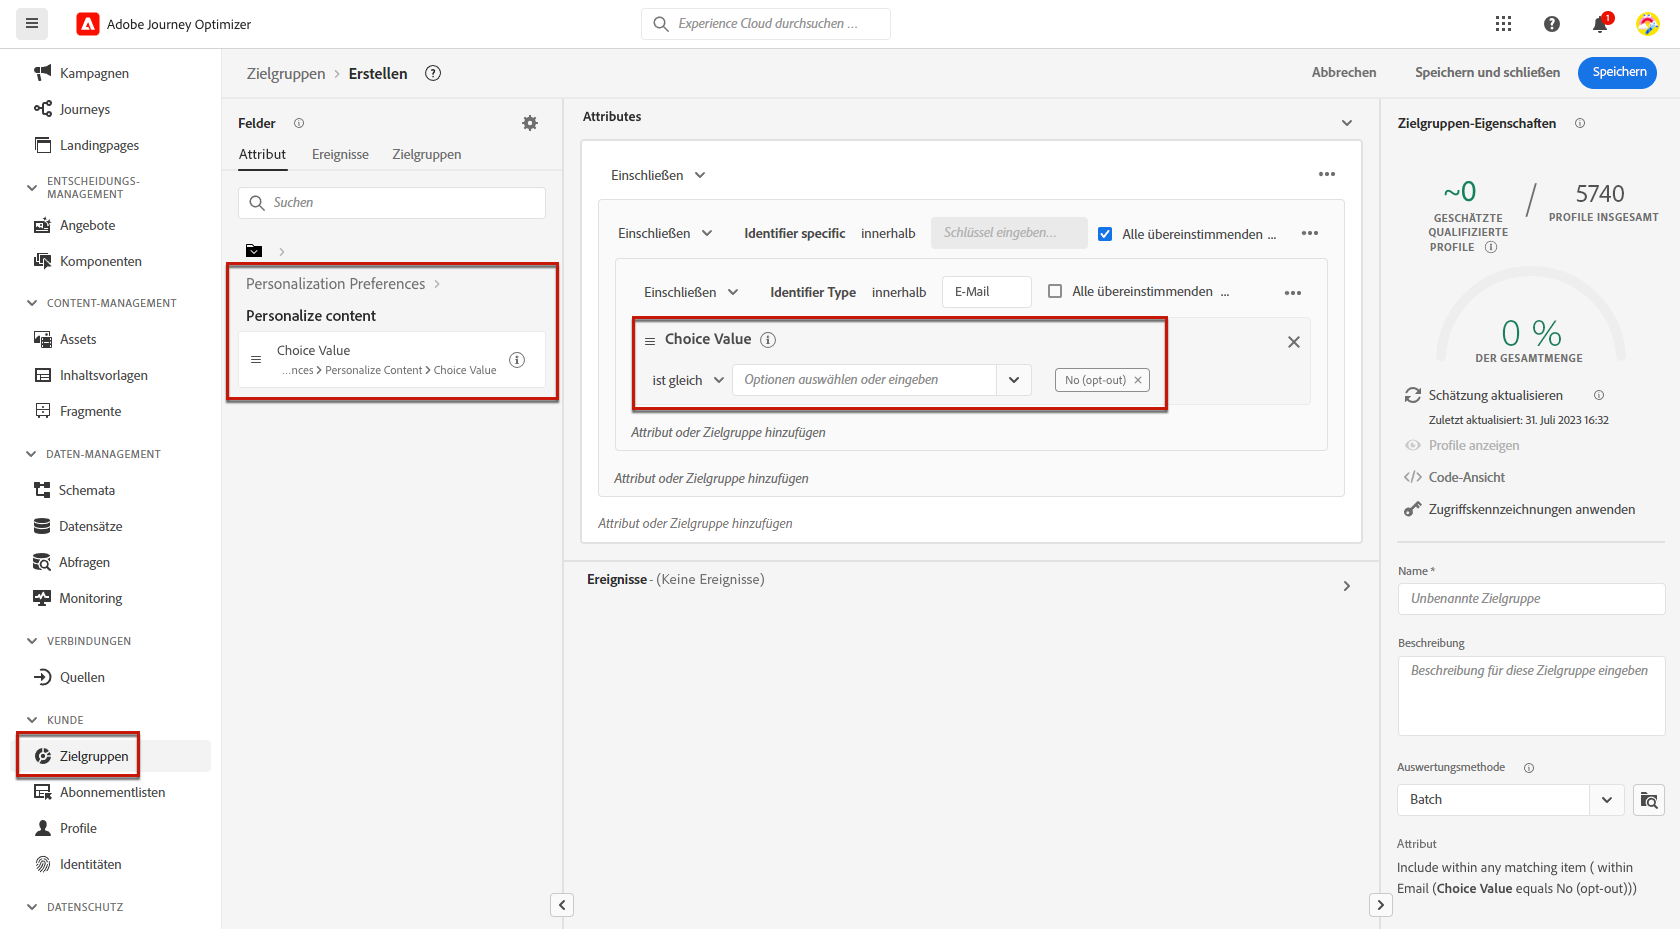 Adobe Journey Optimizer
Experience Cloud durchsuchen ...
1
Kampagnen
Journeys
Landingpages
ENTSCHEIDUNGS-
MANAGEMENT
Angebote
Komponenten
CONTENT-MANAGEMENT
Assets
Inhaltsvorlagen
Fragmente
DATEN-MANAGEMENT
Schemata
Datensätze
Abfragen
Monitoring
VERBINDUNGEN
Quellen
KUNDE
Zielgruppen
Abonnementlisten
Profile
Identitäten
DATENSCHUTZ
Zielgruppen > Erstellen
Abbrechen
Speichern und schließen
Speichern
Felder
Attribut Ereignisse Zielgruppen
Suchen
Personalization Preferences >
Personalize content
Choice Value
...nces > Personalize Content > Choice Value
Attributes
Einschließen
Einschließen Identifier specific innerhalb Schlüssel eingeben... Alle übereinstimmenden ...
Einschließen Identifier Type innerhalb E-Mail Alle übereinstimmenden ...
Choice Value
ist gleich Optionen auswählen oder eingeben No (opt-out)
Attribut oder Zielgruppe hinzufügen
Attribut oder Zielgruppe hinzufügen
Attribut oder Zielgruppe hinzufügen
Ereignisse - (Keine Ereignisse)
Zielgruppen-Eigenschaften
~0 / 5740
GESCHÄTZTE
QUALIFIZIERTE
PROFILE
PROFILE INSGESAMT
0 %
DER GESAMTMENGE
Schätzung aktualisieren
Zuletzt aktualisiert: 31. Juli 2023 16:32
Profile anzeigen
Code-Ansicht
Zugriffskennzeichnungen anwenden
Name *
Unbenannte Zielgruppe
Beschreibung
Beschreibung für diese Zielgruppe eingeben
Auswertungsmethode
Batch
Attribut
Include within any matching item ( within
Email (Choice Value equals No (opt-out)))